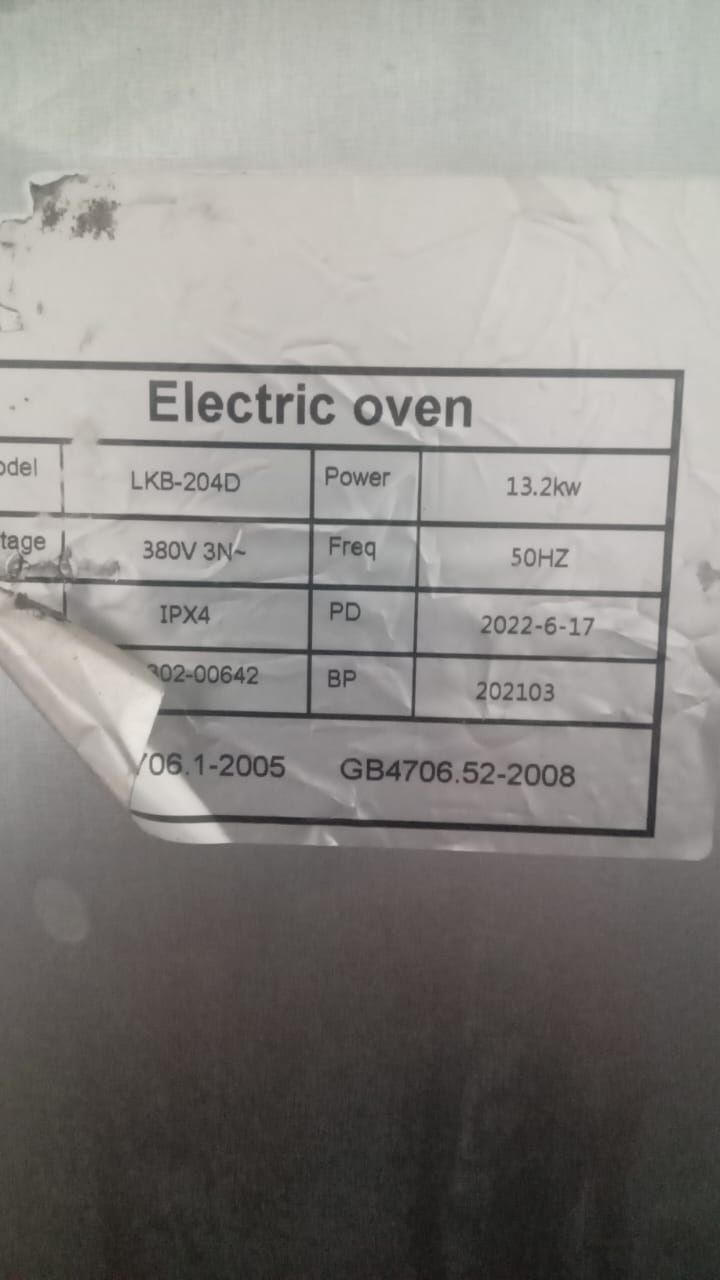 Electric oven
odel LKB-204D Power 13.2kw
tage 380V 3N~ Freq 50HZ
IPX4 PD 2022-6-17
302-00642 BP 202103
06.1-2005 GB4706.52-2008